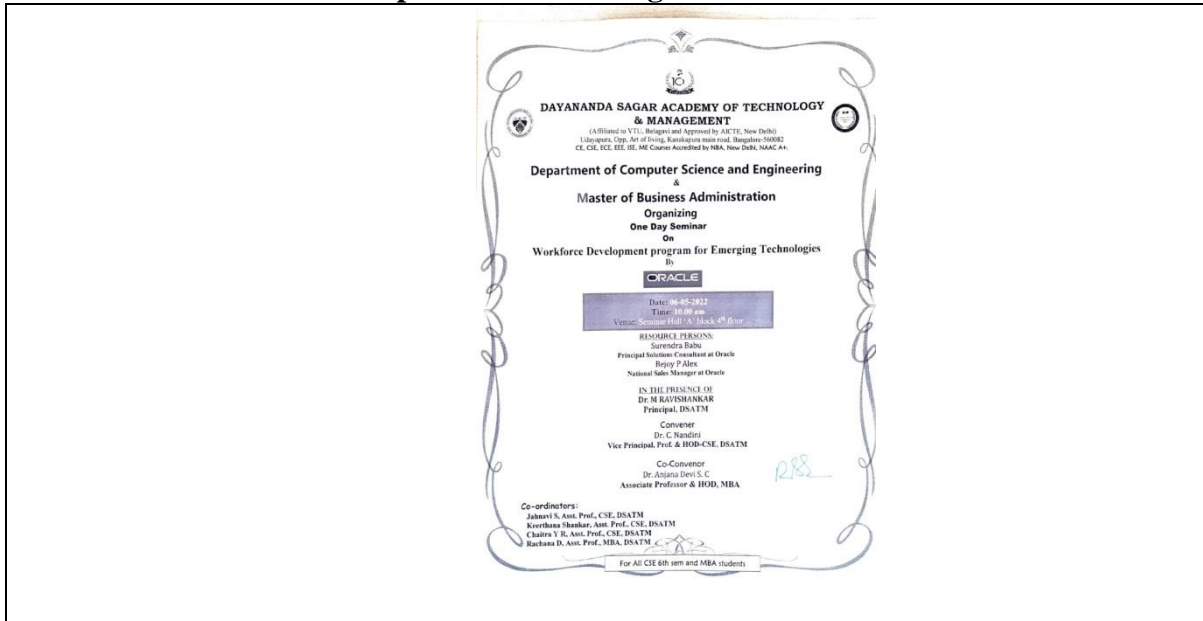 DAYANANDA SAGAR ACADEMY OF TECHNOLOGY
& MANAGEMENT
(Affiliated to VTU, Belagavi and Approved by AICTE, New Delhi)
Udayapura, Opp, Art of living, Kanakapura main road, Bangalore-560082
CE, CSE, ECE, EEE, ISE, ME Courses Accredited by NBA, New Delhi, NAAC A+.
Department of Computer Science and Engineering
&
Master of Business Administration
Organizing
One Day Seminar
On
Workforce Development program for Emerging Technologies
By
ORACLE
Date: 06-05-2022
Time: 10.00 am
Venue: Seminar Hall 'A' block 4th floor
RESOURCE PERSONS:
Surendra Babu
Principal Solutions Consultant at Oracle
Bejoy P Alex
National Sales Manager at Oracle
IN THE PRESENCE OF
Dr. M RAVISHANKAR
Principal, DSATM
Convener
Dr. C. Nandini
Vice Principal, Prof. & HOD-CSE, DSATM
Co-Convenor
Dr. Anjana Devi S. C
Associate Professor & HOD, MBA
Co-ordinators:
Jahnavi S, Asst. Prof., CSE, DSATM
Keerthana Shankar, Asst. Prof., CSE, DSATM
Chaitra Y R, Asst. Prof., CSE, DSATM
Rachana D, Asst. Prof., MBA, DSATM
For All CSE 6th sem and MBA students